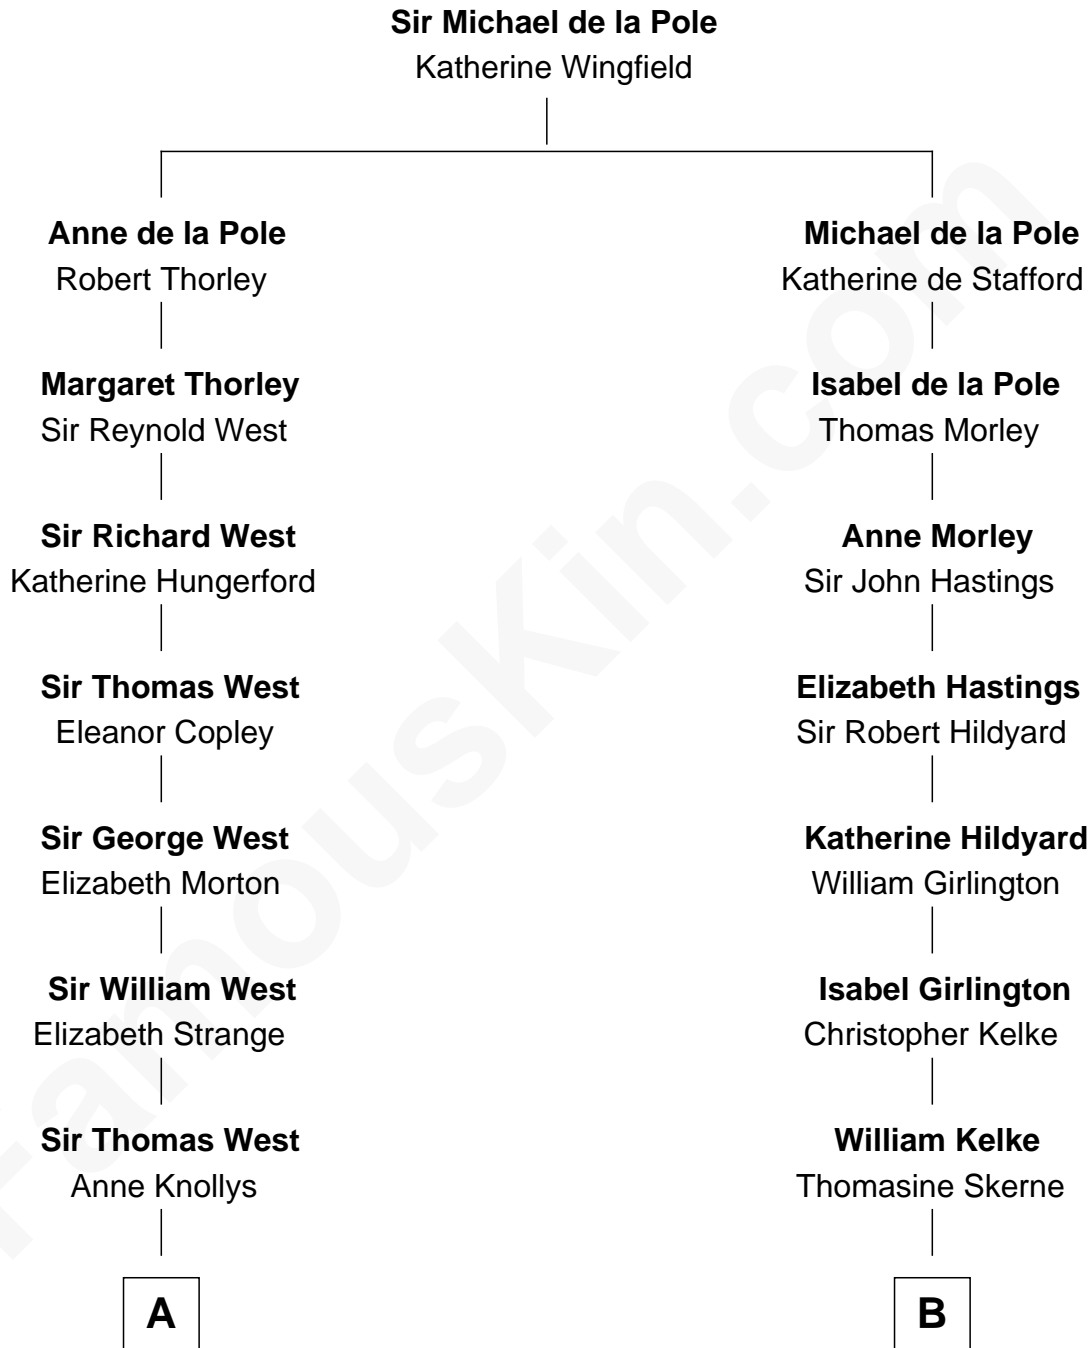 Sir Michael de la Pole
Katherine Wingfield
Anne de la Pole
Robert Thorley
Margaret Thorley
Sir Reynold West
Sir Richard West
Katherine Hungerford
Sir Thomas West
Eleanor Copley
Sir George West
Elizabeth Morton
Sir William West
Elizabeth Strange
Sir Thomas West
Anne Knollys
A
Michael de la Pole
Katherine de Stafford
Isabel de la Pole
Thomas Morley
Anne Morley
Sir John Hastings
Elizabeth Hastings
Sir Robert Hildyard
Katherine Hildyard
William Girlington
Isabel Girlington
Christopher Kelke
William Kelke
Thomasine Skerne
B
FamousKin.com